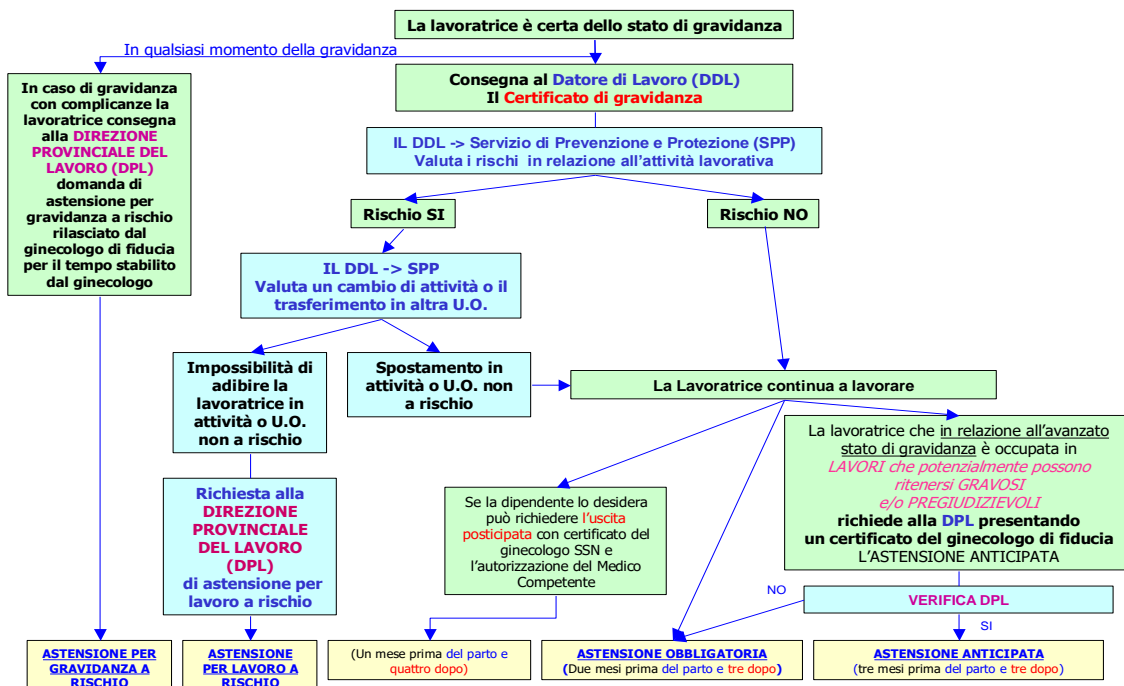 La lavoratrice è certa dello stato di gravidanza
In qualsiasi momento della gravidanza
In caso di gravidanza
con complicanze la
lavoratrice consegna
alla DIREZIONE
PROVINCIALE DEL
LAVORO (DPL)
domanda di
astensione per
gravidanza a rischio
rilasciato dal
ginecologo di fiducia
per il tempo stabilito
dal ginecologo
Consegna al Datore di Lavoro (DDL)
Il Certificato di gravidanza
IL DDL -> Servizio di Prevenzione e Protezione (SPP)
Valuta i rischi in relazione all'attività lavorativa
Rischio SI
Rischio NO
IL DDL -> SPP
Valuta un cambio di attività o il
trasferimento in altra U.O.
Impossibilità di
adibire la
lavoratrice in
attività o U.O.
non a rischio
Spostamento in
attività o U.O. non
a rischio
La Lavoratrice continua a lavorare
Richiesta alla
DIREZIONE
PROVINCIALE
DEL LAVORO
(DPL)
di astensione per
lavoro a rischio
Se la dipendente lo desidera
può richiedere l'uscita
posticipata con certificato del
ginecologo SSN e
l'autorizzazione del Medico
Competente
La lavoratrice che in relazione all'avanzato
stato di gravidanza è occupata in
LAVORI che potenzialmente possono
ritenersi GRAVOSI
e/o PREGIUDIZIEVOLI
richiede alla DPL presentando
un certificato del ginecologo di fiducia
L'ASTENSIONE ANTICIPATA
NO
VERIFICA DPL
SI
ASTENSIONE PER
GRAVIDANZA A
RISCHIO
ASTENSIONE
PER LAVORO A
RISCHIO
(Un mese prima del parto e
quattro dopo)
ASTENSIONE OBBLIGATORIA
(Due mesi prima del parto e tre dopo)
ASTENSIONE ANTICIPATA
(tre mesi prima del parto e tre dopo)